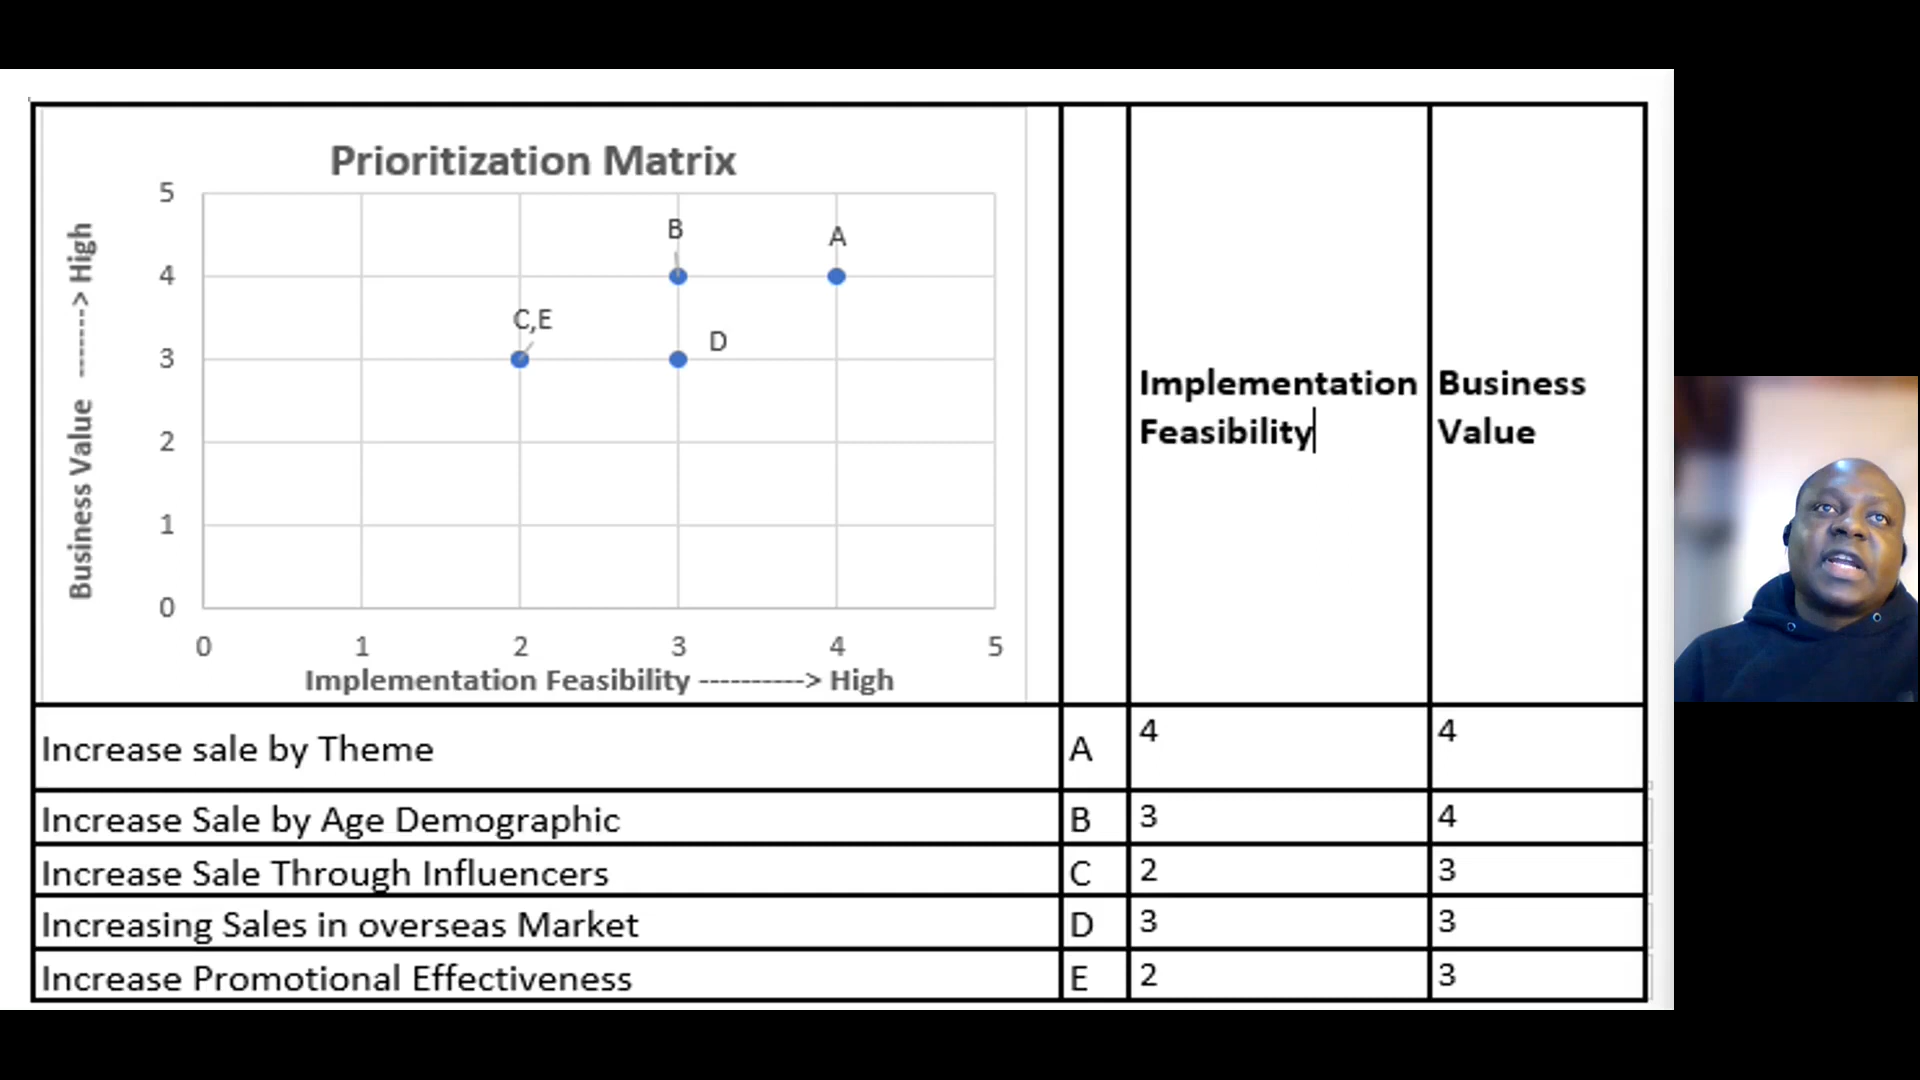 Prioritization Matrix
5
4
3
2
1
0
Business Value -------> High
B
A
C,E
D
0 1 2 3 4 5
Implementation Feasibility ----------> High
Implementation
Feasibility
Business
Value
Increase sale by Theme A 4 4
Increase Sale by Age Demographic B 3 4
Increase Sale Through Influencers C 2 3
Increasing Sales in overseas Market D 3 3
Increase Promotional Effectiveness E 2 3